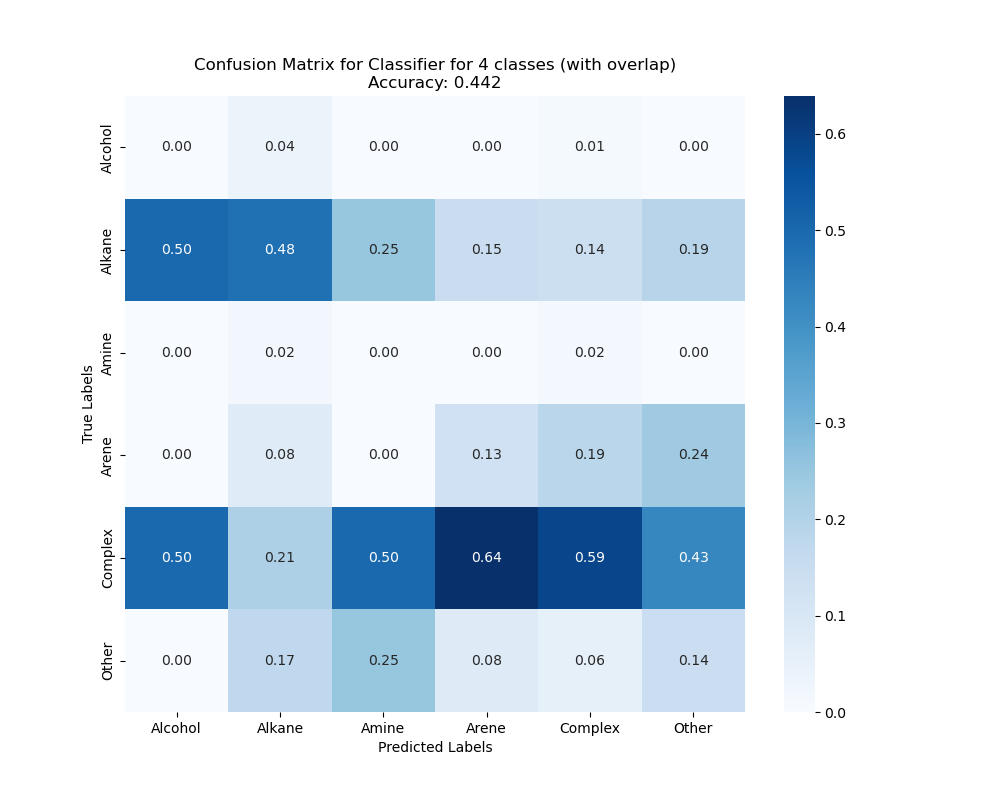 Confusion Matrix for Classifier for 4 classes (with overlap)
Accuracy: 0.442
True Labels
Alcohol
0.00 0.04 0.00 0.00 0.01 0.00
Alkane
0.50 0.48 0.25 0.15 0.14 0.19
Amine
0.00 0.02 0.00 0.00 0.02 0.00
Arene
0.00 0.08 0.00 0.13 0.19 0.24
Complex
0.50 0.21 0.50 0.64 0.59 0.43
Other
0.00 0.17 0.25 0.08 0.06 0.14
Alcohol Alkane Amine Arene Complex Other
Predicted Labels
0.6
0.5
0.4
0.3
0.2
0.1
0.0